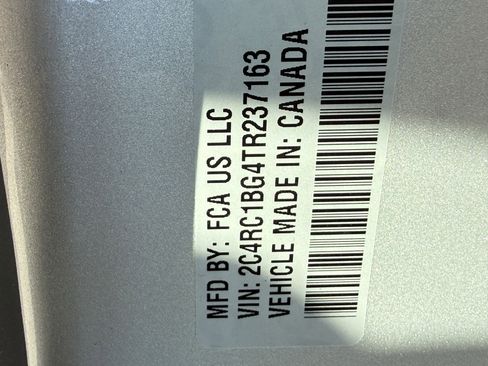 MFD BY: FCA US LLC
VIN: 2C4RC1BG4TR237163
VEHICLE MADE IN: CANADA